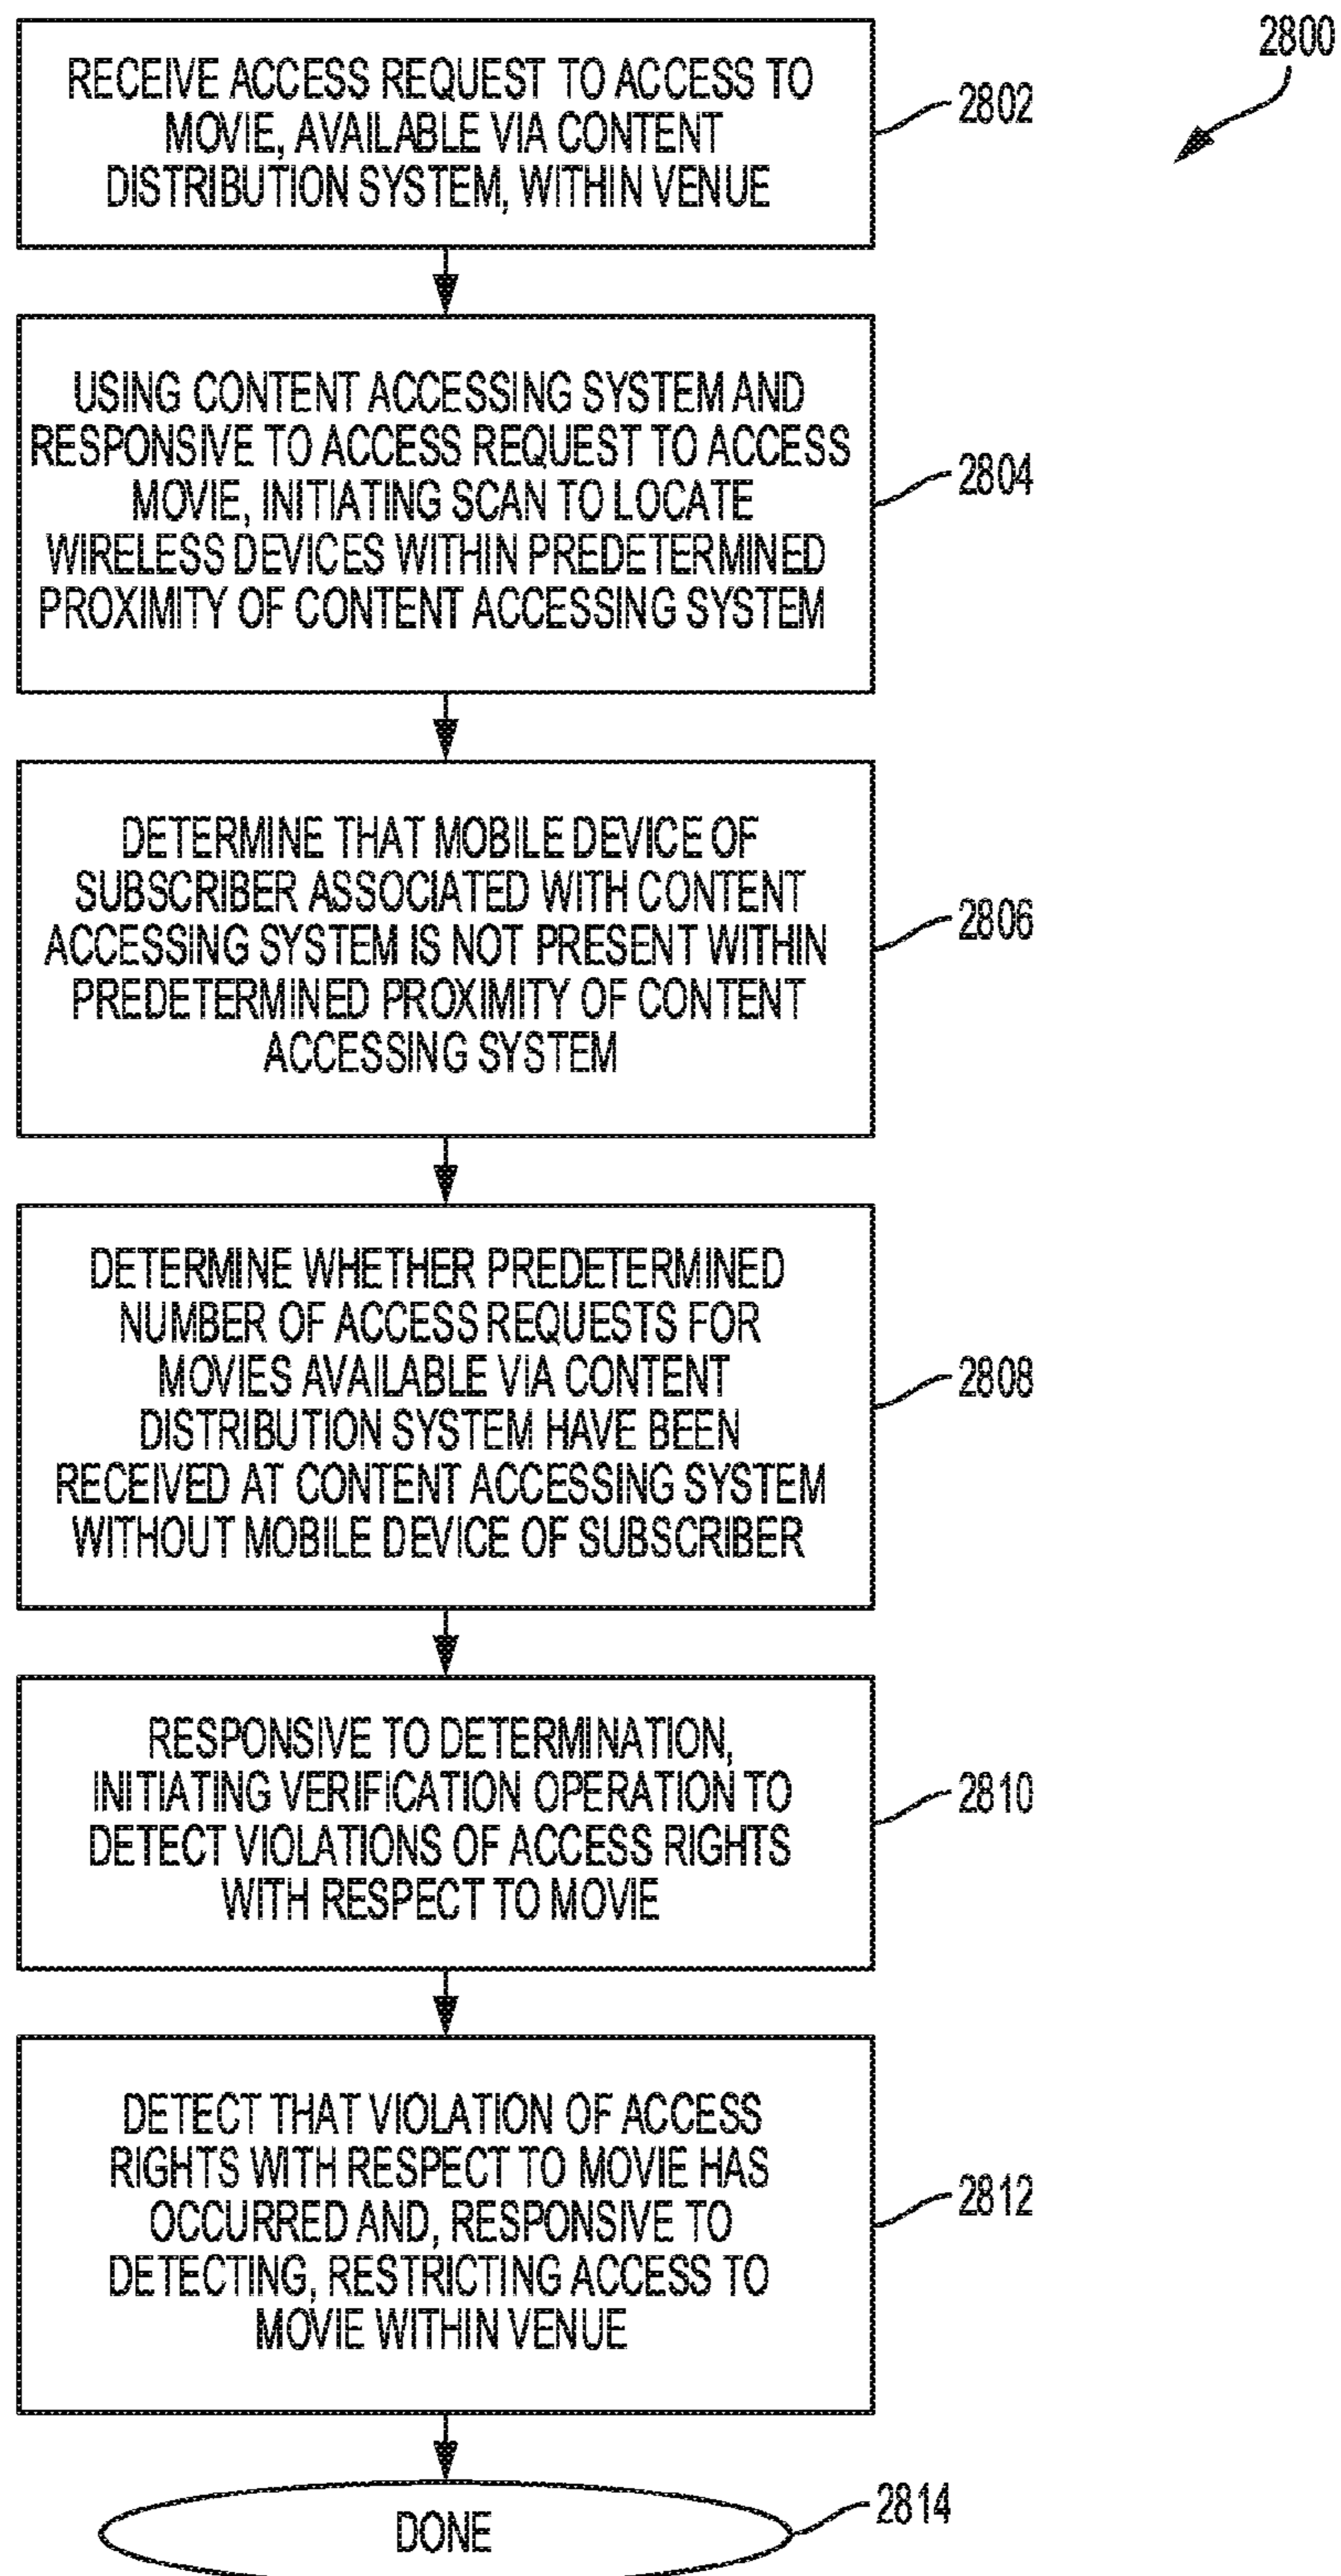 2800
RECEIVE ACCESS REQUEST TO ACCESS TO
MOVIE, AVAILABLE VIA CONTENT
DISTRIBUTION SYSTEM, WITHIN VENUE
2802
USING CONTENT ACCESSING SYSTEM AND
RESPONSIVE TO ACCESS REQUEST TO ACCESS
MOVIE, INITIATING SCAN TO LOCATE
WIRELESS DEVICES WITHIN PREDETERMINED
PROXIMITY OF CONTENT ACCESSING SYSTEM
2804
DETERMINE THAT MOBILE DEVICE OF
SUBSCRIBER ASSOCIATED WITH CONTENT
ACCESSING SYSTEM IS NOT PRESENT WITHIN
PREDETERMINED PROXIMITY OF CONTENT
ACCESSING SYSTEM
2806
DETERMINE WHETHER PREDETERMINED
NUMBER OF ACCESS REQUESTS FOR
MOVIES AVAILABLE VIA CONTENT
DISTRIBUTION SYSTEM HAVE BEEN
RECEIVED AT CONTENT ACCESSING SYSTEM
WITHOUT MOBILE DEVICE OF SUBSCRIBER
2808
RESPONSIVE TO DETERMINATION,
INITIATING VERIFICATION OPERATION TO
DETECT VIOLATIONS OF ACCESS RIGHTS
WITH RESPECT TO MOVIE
2810
DETECT THAT VIOLATION OF ACCESS
RIGHTS WITH RESPECT TO MOVIE HAS
OCCURRED AND, RESPONSIVE TO
DETECTING, RESTRICTING ACCESS TO
MOVIE WITHIN VENUE
2812
DONE
2814